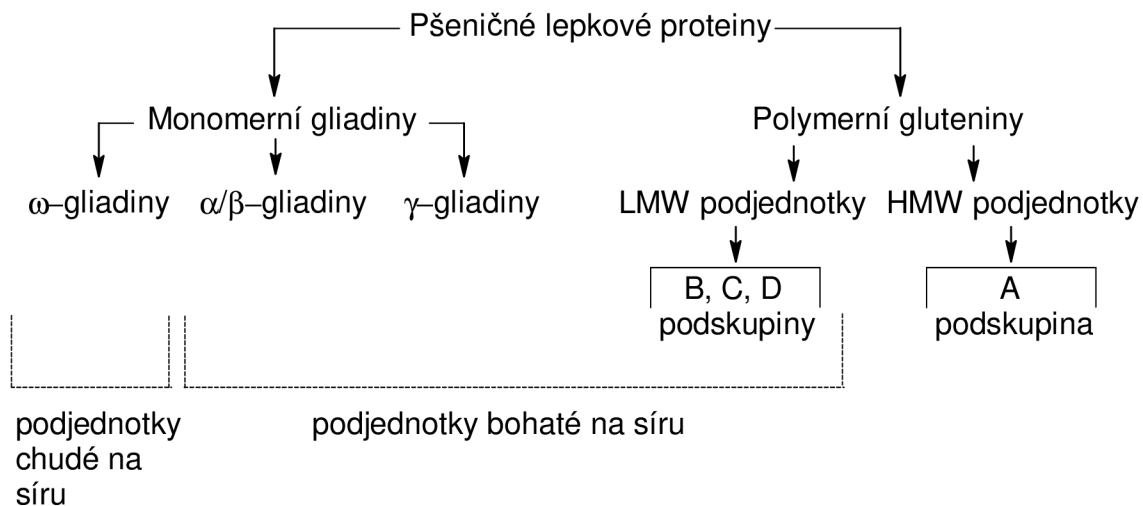 Pšeničné lepkové proteiny
Monomerní gliadiny
Polymerní gluteniny
ω–gliadiny
α/β–gliadiny
γ–gliadiny
LMW podjednotky
HMW podjednotky
B, C, D
podskupiny
A
podskupina
podjednotky
chudé na
síru
podjednotky bohaté na síru